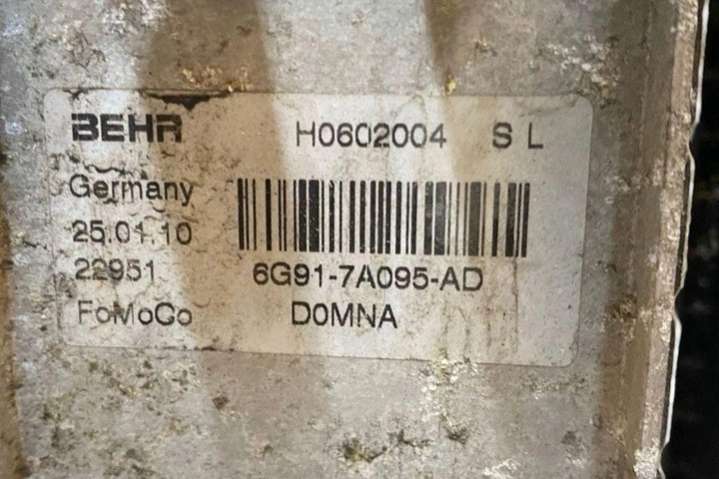 BEHR H0602004 S L
Germany
25.01.10
22951 6G91-7A095-AD
FoMoCo D0MNA